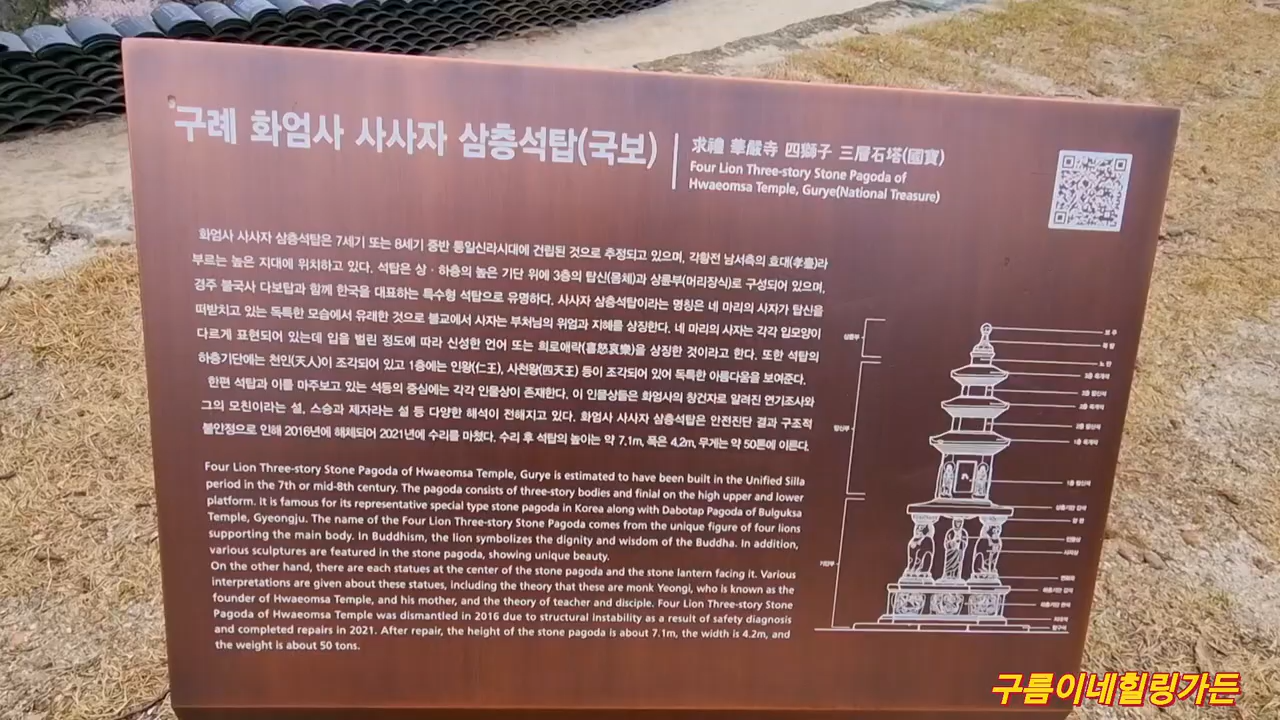 구례 화엄사 사사자 삼층석탑(국보)
求禮 華嚴寺 四獅子 三層石塔(國寶)
Four Lion Three-story Stone Pagoda of
Hwaeomsa Temple, Gurye(National Treasure)
화엄사 사사자 삼층석탑은 7세기 또는 8세기 중반 통일신라시대에 건립된 것으로 추정되고 있으며, 각황전 남서측의 효대(孝臺)라
부르는 높은 지대에 위치하고 있다. 석탑은 상·하층의 높은 기단 위에 3층의 탑신(몸체)과 상륜부(머리장식)로 구성되어 있으며,
경주 불국사 다보탑과 함께 한국을 대표하는 특수형 석탑으로 유명하다. 사사자 삼층석탑이라는 명칭은 네 마리의 사자가 탑신을
떠받치고 있는 독특한 모습에서 유래한 것으로 불교에서 사자는 부처님의 위엄과 지혜를 상징한다. 네 마리의 사자는 각각 입모양이
다르게 표현되어 있는데 입을 벌린 정도에 따라 신성한 언어 또는 희로애락(喜怒哀樂)을 상징한 것이라고 한다. 또한 석탑의
하층기단에는 천인(天人)이 조각되어 있고 1층에는 인왕(仁王), 사천왕(四天王) 등이 조각되어 있어 독특한 아름다움을 보여준다.
한편 석탑과 이를 마주보고 있는 석등의 중심에는 각각 인물상이 존재한다. 이 인물상들은 화엄사의 창건자로 알려진 연기조사와
그의 모친이라는 설, 스승과 제자라는 설 등 다양한 해석이 전해지고 있다. 화엄사 사사자 삼층석탑은 안전진단 결과 구조적
불안정으로 인해 2016년에 해체되어 2021년에 수리를 마쳤다. 수리 후 석탑의 높이는 약 7.1m, 폭은 4.2m, 무게는 약 50톤에 이른다.
Four Lion Three-story Stone Pagoda of Hwaeomsa Temple, Gurye is estimated to have been built in the Unified Silla
period in the 7th or mid-8th century. The pagoda consists of three-story bodies and finial on the high upper and lower
platform. It is famous for its representative special type stone pagoda in Korea along with Dabotap Pagoda of Bulguksa
Temple, Gyeongju. The name of the Four Lion Three-story Stone Pagoda comes from the unique figure of four lions
supporting the main body. In Buddhism, the lion symbolizes the dignity and wisdom of the Buddha. In addition,
various sculptures are featured in the stone pagoda, showing unique beauty.
On the other hand, there are each statues at the center of the stone pagoda and the stone lantern facing it. Various
interpretations are given about these statues, including the theory that these are monk Yeongi, who is known as the
founder of Hwaeomsa Temple, and his mother, and the theory of teacher and disciple. Four Lion Three-story Stone
Pagoda of Hwaeomsa Temple was dismantled in 2016 due to structural instability as a result of safety diagnosis
and completed repairs in 2021. After repair, the height of the stone pagoda is about 7.1m, the width is 4.2m, and
the weight is about 50 tons.
상륜부
탑신부
기단부
구름이네힐링가든